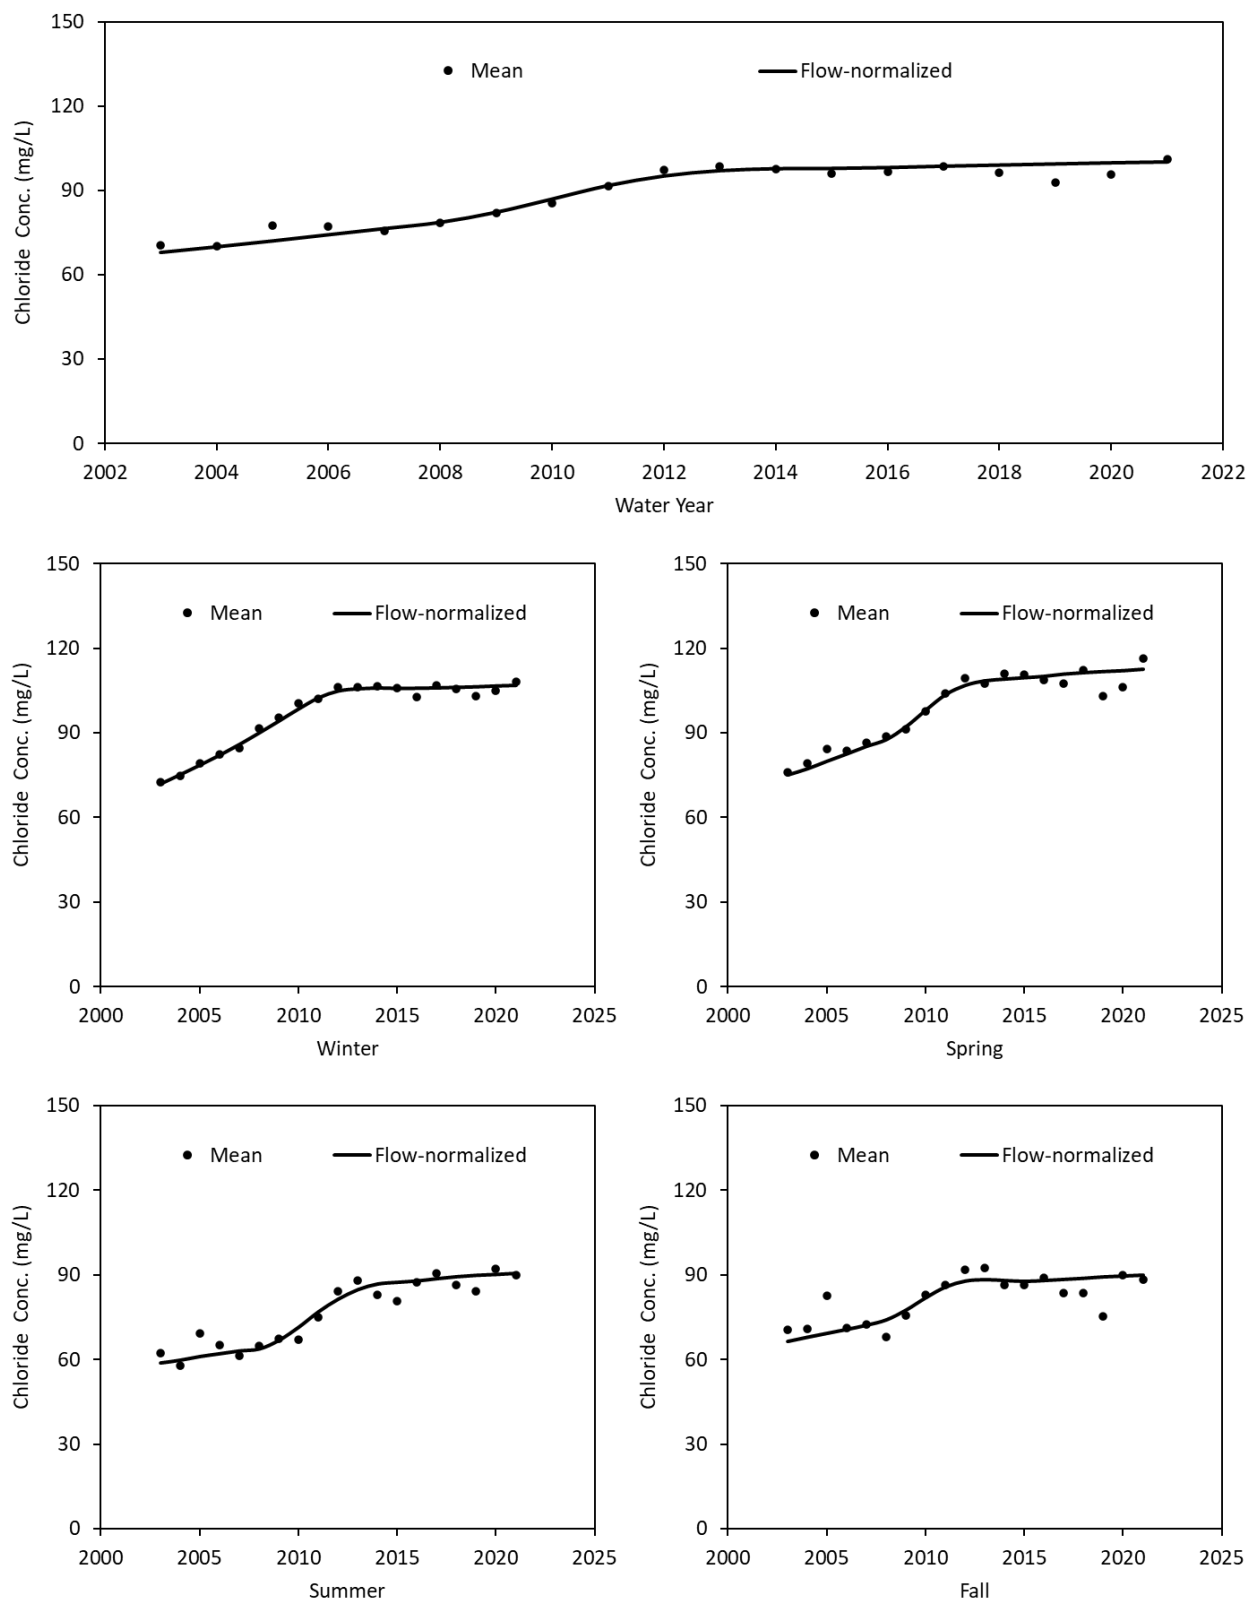 150
Mean Flow-normalized
120
90
60
30
0
Chloride Conc. (mg/L)
2002 2004 2006 2008 2010 2012 2014 2016 2018 2020 2022
Water Year
150
Mean Flow-normalized
120
90
60
30
0
Chloride Conc. (mg/L)
2000 2005 2010 2015 2020 2025
Winter
150
Mean Flow-normalized
120
90
60
30
0
Chloride Conc. (mg/L)
2000 2005 2010 2015 2020 2025
Spring
150
Mean Flow-normalized
120
90
60
30
0
Chloride Conc. (mg/L)
2000 2005 2010 2015 2020 2025
Summer
150
Mean Flow-normalized
120
90
60
30
0
Chloride Conc. (mg/L)
2000 2005 2010 2015 2020 2025
Fall